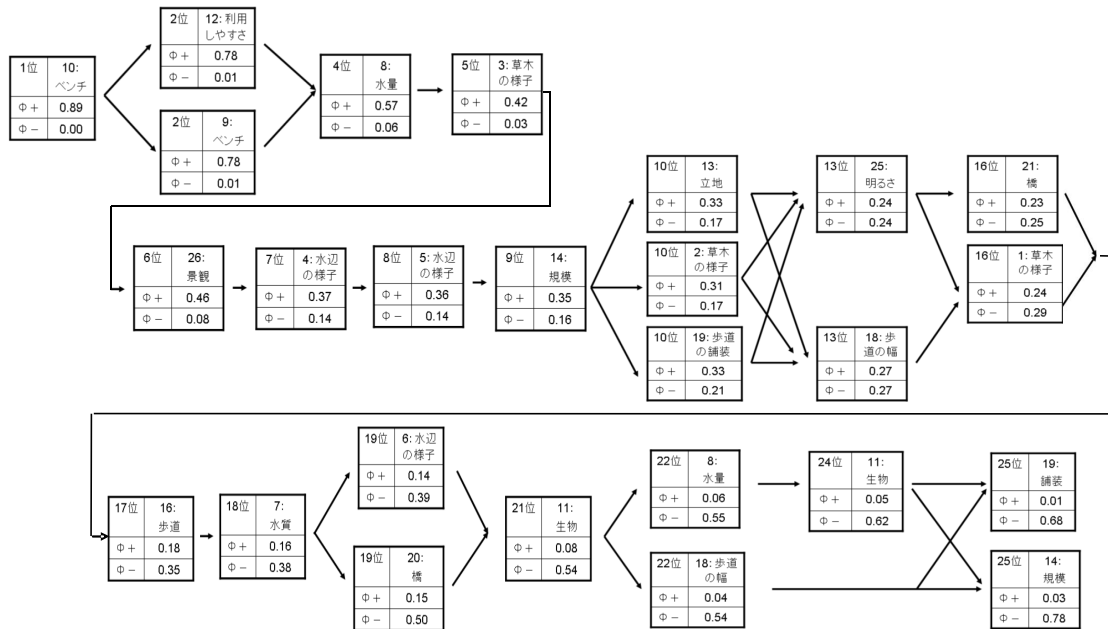 1位 10:
ベンチ
Φ+ 0.89
Φ− 0.00
2位 12:利用
しやすさ
Φ+ 0.78
Φ− 0.01
2位 9:
ベンチ
Φ+ 0.78
Φ− 0.01
4位 8:
水量
Φ+ 0.57
Φ− 0.06
5位 3:草木
の様子
Φ+ 0.42
Φ− 0.03
6位 26:
景観
Φ+ 0.46
Φ− 0.08
7位 4:水辺
の様子
Φ+ 0.37
Φ− 0.14
8位 5:水辺
の様子
Φ+ 0.36
Φ− 0.14
9位 14:
規模
Φ+ 0.35
Φ− 0.16
10位 13:
立地
Φ+ 0.33
Φ− 0.17
10位 2:草木
の様子
Φ+ 0.31
Φ− 0.17
10位 19:歩道
の舗装
Φ+ 0.33
Φ− 0.21
13位 25:
明るさ
Φ+ 0.24
Φ− 0.24
13位 18:歩
道の幅
Φ+ 0.27
Φ− 0.27
16位 21:
橋
Φ+ 0.23
Φ− 0.25
16位 1:草木
の様子
Φ+ 0.24
Φ− 0.29
17位 16:
歩道
Φ+ 0.18
Φ− 0.35
18位 7:
水質
Φ+ 0.16
Φ− 0.38
19位 6:水辺
の様子
Φ+ 0.14
Φ− 0.39
19位 20:
橋
Φ+ 0.15
Φ− 0.50
21位 11:
生物
Φ+ 0.08
Φ− 0.54
22位 8:
水量
Φ+ 0.06
Φ− 0.55
22位 18:歩道
の幅
Φ+ 0.04
Φ− 0.54
24位 11:
生物
Φ+ 0.05
Φ− 0.62
25位 19:
舗装
Φ+ 0.01
Φ− 0.68
25位 14:
規模
Φ+ 0.03
Φ− 0.78